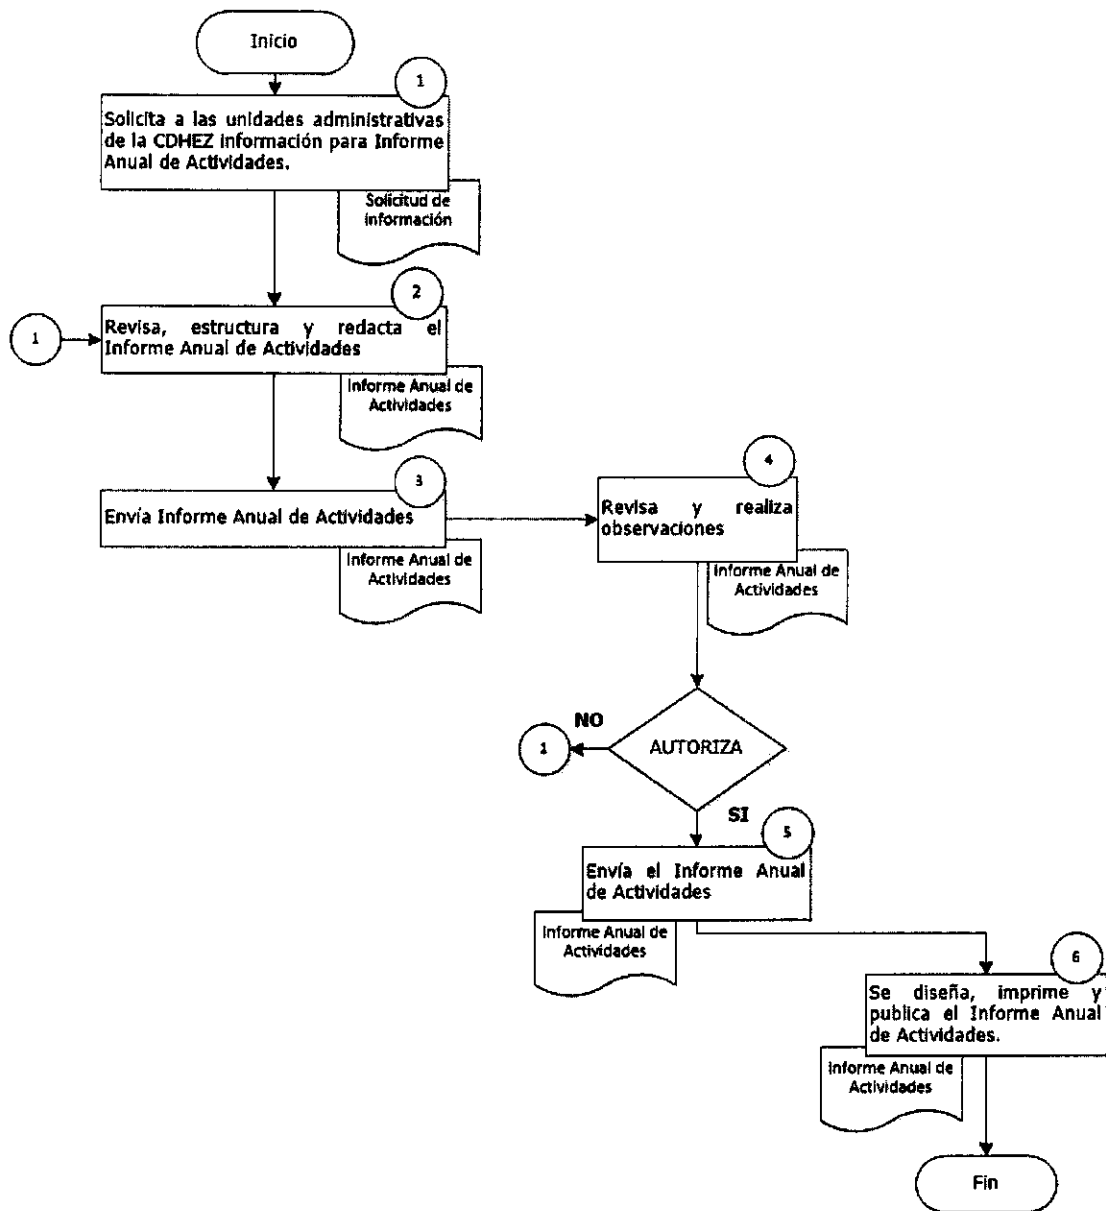 Inicio
1
Solicita a las unidades administrativas
de la CDHEZ información para Informe
Anual de Actividades.
Solicitud de
información
2
1
Revisa, estructura y redacta el
Informe Anual de Actividades
Informe Anual de
Actividades
3
Envía Informe Anual de Actividades
Informe Anual de
Actividades
4
Revisa y realiza
observaciones
Informe Anual de
Actividades
AUTORIZA
NO
1
SI
5
Envía el Informe Anual
de Actividades
Informe Anual de
Actividades
6
Se diseña, imprime y
publica el Informe Anual
de Actividades.
Informe Anual de
Actividades
Fin